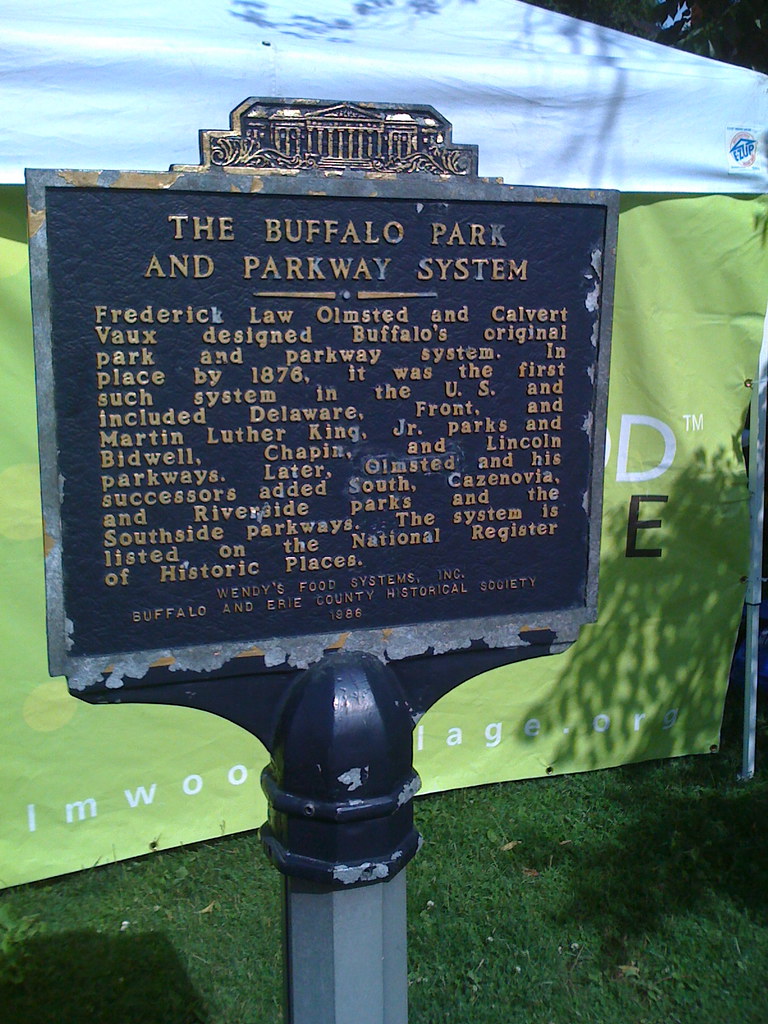 THE BUFFALO PARK
AND PARKWAY SYSTEM
Frederick Law Olmsted and Calvert
Vaux designed Buffalo's original
park and parkway system. In
place by 1876, it was the first
such system in the U. S. and
included Delaware, Front, and
Martin Luther King, Jr. parks and
Bidwell, Chapin, and Lincoln
parkways. Later, Olmsted and his
successors added South, Cazenovia,
and Riverside parks and the
Southside parkways. The system is
listed on the National Register
of Historic Places.
WENDY'S FOOD SYSTEMS, INC.
BUFFALO AND ERIE COUNTY HISTORICAL SOCIETY
1986
EZ UP
OD™
E
lmwoo lage.org